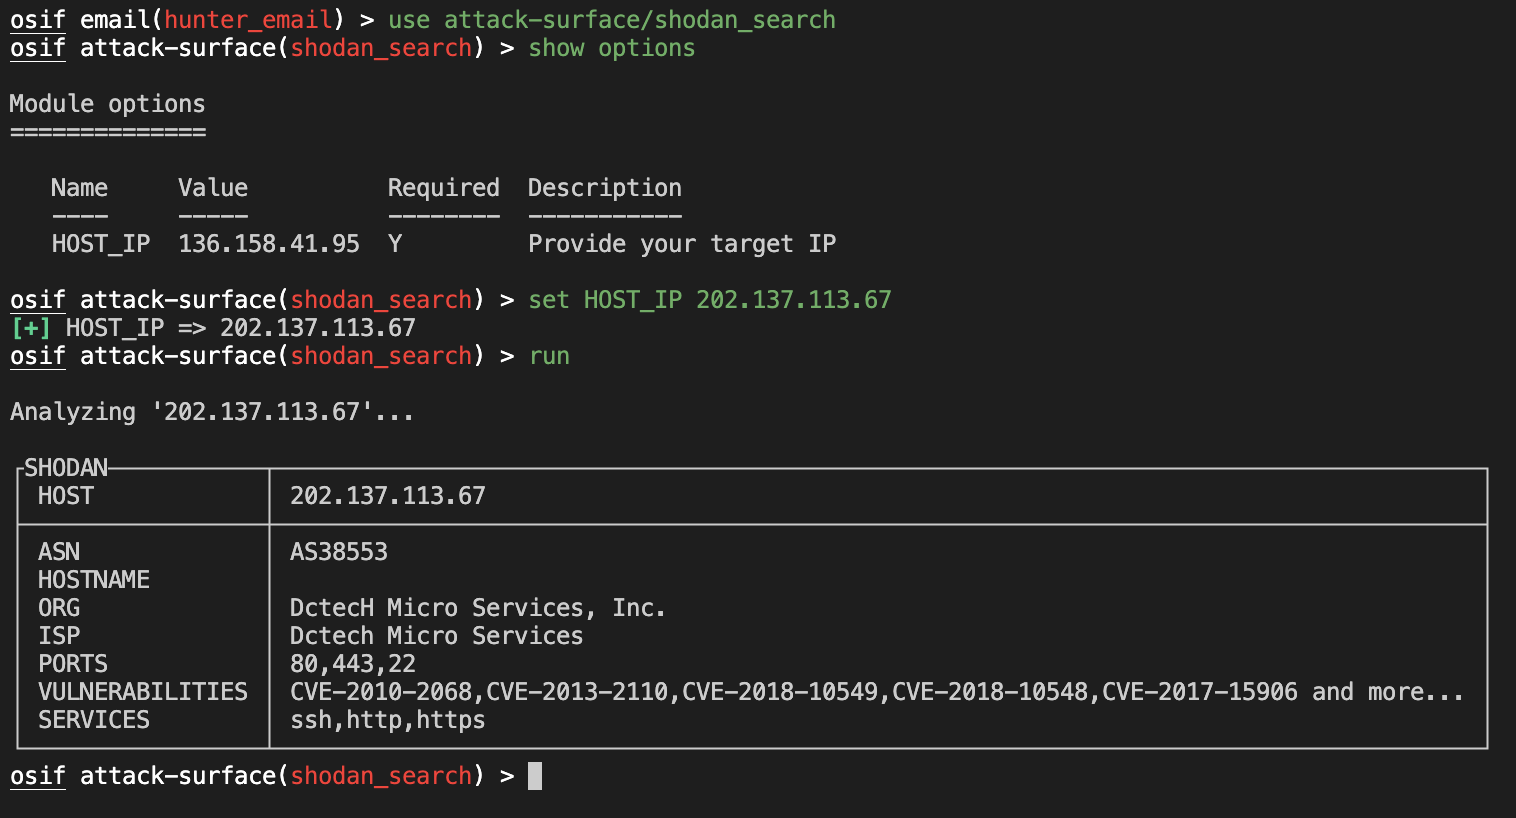 osif email(hunter_email) > use attack-surface/shodan_search
osif attack-surface(shodan_search) > show options
Module options
==============
Name Value Required Description
---- ----- -------- -----------
HOST_IP 136.158.41.95 Y Provide your target IP
osif attack-surface(shodan_search) > set HOST_IP 202.137.113.67
[+] HOST_IP => 202.137.113.67
osif attack-surface(shodan_search) > run
Analyzing '202.137.113.67'...
SHODAN
HOST 202.137.113.67
ASN AS38553
HOSTNAME
ORG DctecH Micro Services, Inc.
ISP Dctech Micro Services
PORTS 80,443,22
VULNERABILITIES CVE-2010-2068,CVE-2013-2110,CVE-2018-10549,CVE-2018-10548,CVE-2017-15906 and more...
SERVICES ssh,http,https
osif attack-surface(shodan_search) >